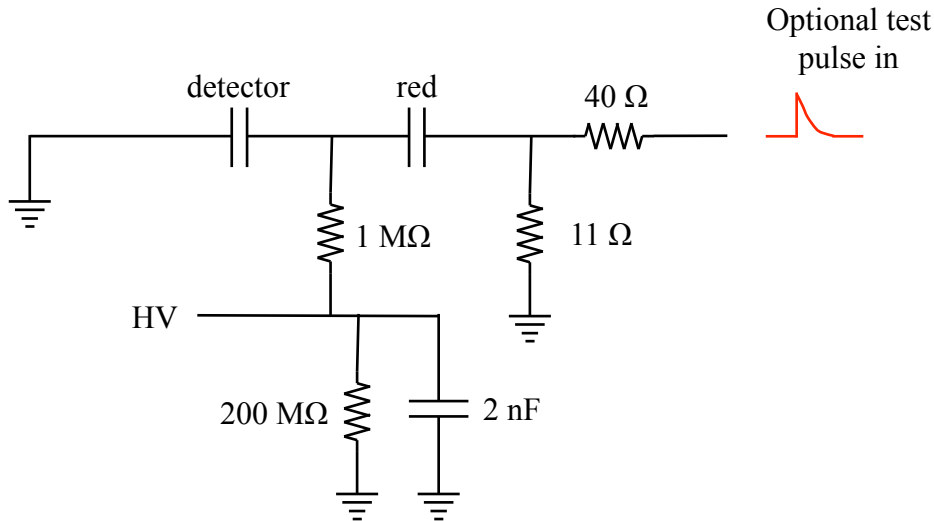 Optional test
pulse in
detector
red
40 Ω
1 MΩ
11 Ω
HV
200 MΩ
2 nF